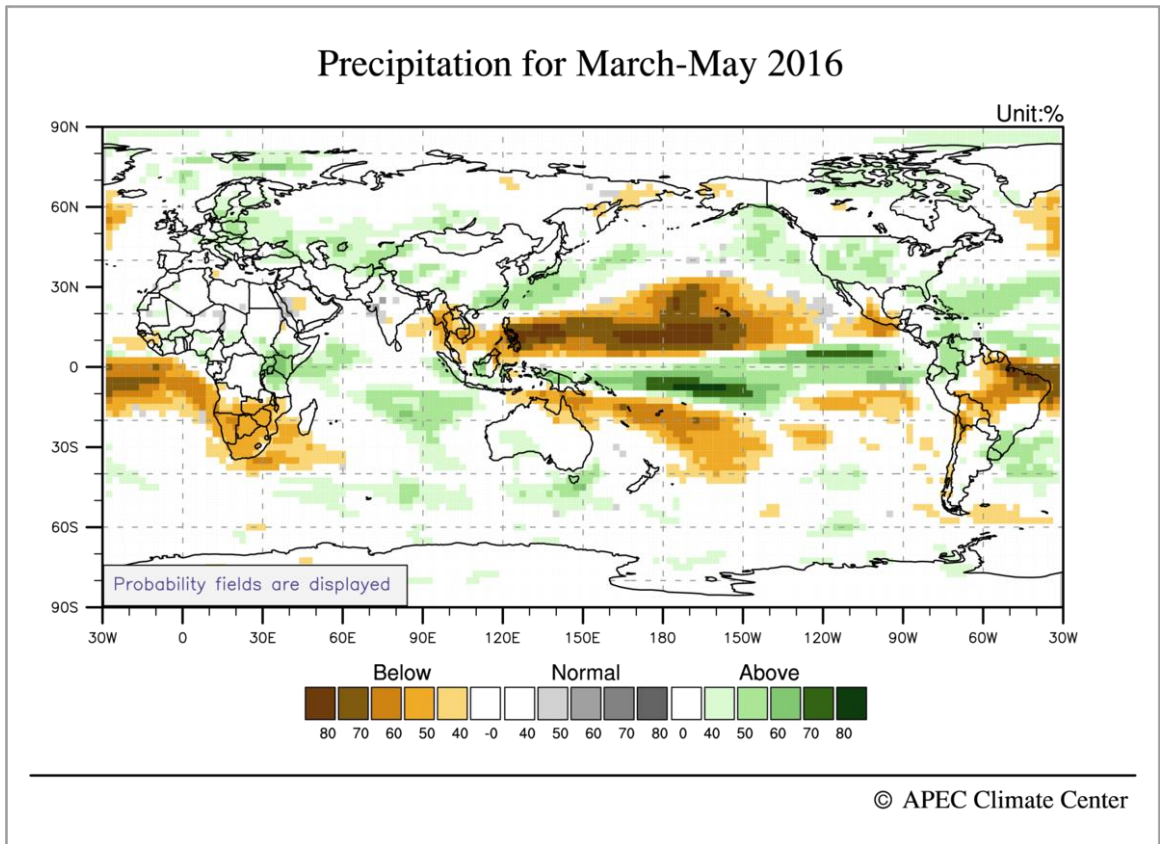 Precipitation for March-May 2016
Unit:%
90N
60N
30N
0
30S
60S
90S
Probability fields are displayed
30W 0 30E 60E 90E 120E 150E 180 150W 120W 90W 60W 30W
Below Normal Above
80 70 60 50 40 -0 40 50 60 70 80 0 40 50 60 70 80
© APEC Climate Center